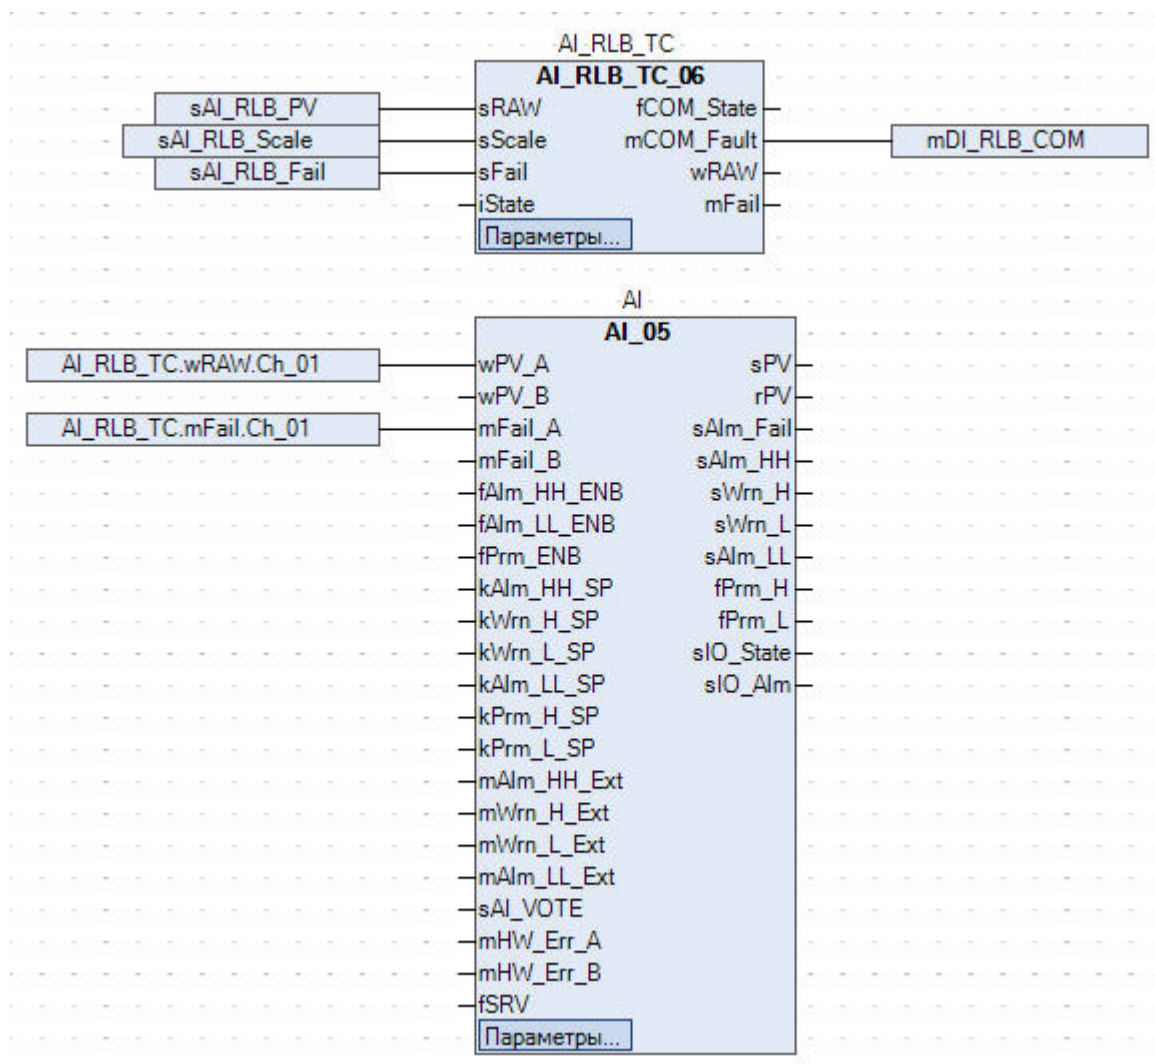 AI_RLB_TC
AI_RLB_TC_06
sAI_RLB_PV sRAW fCOM_State
sAI_RLB_Scale sScale mCOM_Fault mDI_RLB_COM
sAI_RLB_Fail sFail wRAW
iState mFail
Параметры...
AI
AI_05
AI_RLB_TC.wRAW.Ch_01 wPV_A sPV
wPV_B rPV
AI_RLB_TC.mFail.Ch_01 mFail_A sAlm_Fail
mFail_B sAlm_HH
fAlm_HH_ENB sWrn_H
fAlm_LL_ENB sWrn_L
fPrm_ENB sAlm_LL
kAlm_HH_SP fPrm_H
kWrn_H_SP fPrm_L
kWrn_L_SP sIO_State
kAlm_LL_SP sIO_Alm
kPrm_H_SP
kPrm_L_SP
mAlm_HH_Ext
mWrn_H_Ext
mWrn_L_Ext
mAlm_LL_Ext
sAI_VOTE
mHW_Err_A
mHW_Err_B
fSRV
Параметры...